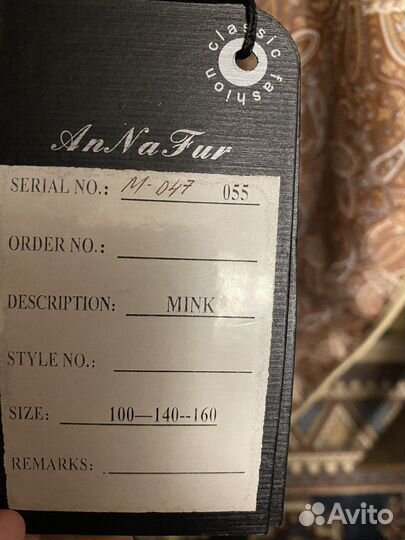 classic fashion
AnNaFur
SERIAL NO.: M-047 055
ORDER NO.:
DESCRIPTION: MINK
STYLE NO.:
SIZE: 100—140--160
REMARKS:
Avito